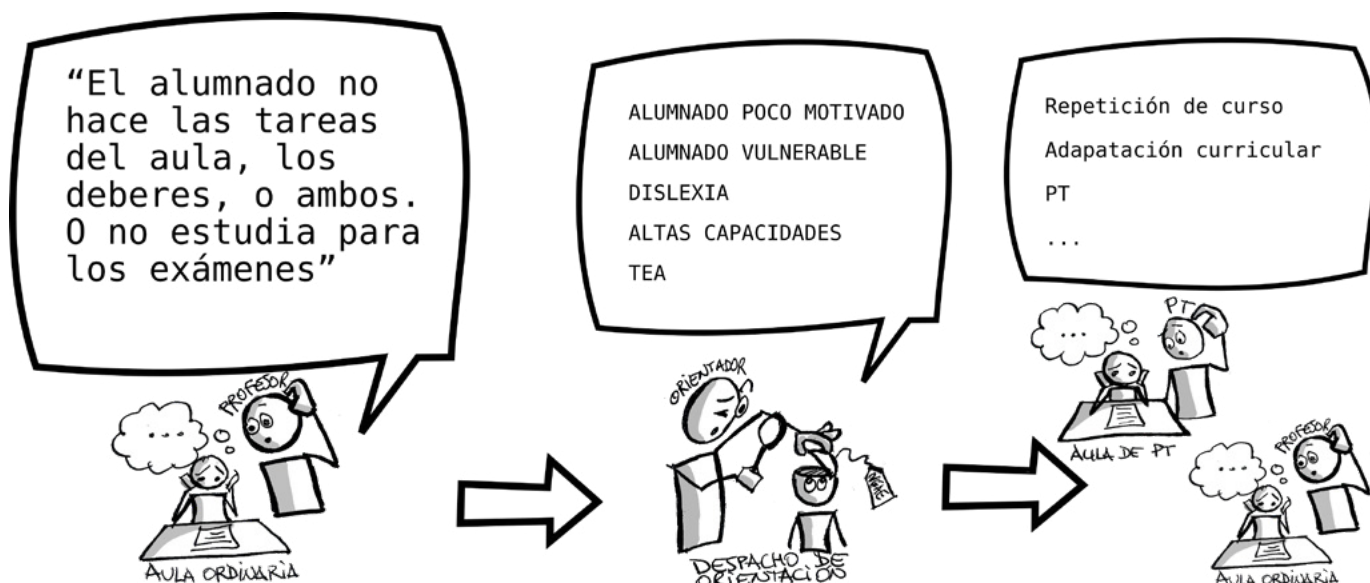 “El alumnado no
hace las tareas
del aula, los
deberes, o ambos.
O no estudia para
los exámenes”
...
PROFESOR
AULA ORDINARIA
ALUMNADO POCO MOTIVADO
ALUMNADO VULNERABLE
DISLEXIA
ALTAS CAPACIDADES
TEA
ORIENTADOR
DESPACHO DE
ORIENTACIÓN
Repetición de curso
Adapatación curricular
PT
...
...
PT
AULA DE PT
...
PROFESOR
AULA ORDINARIA